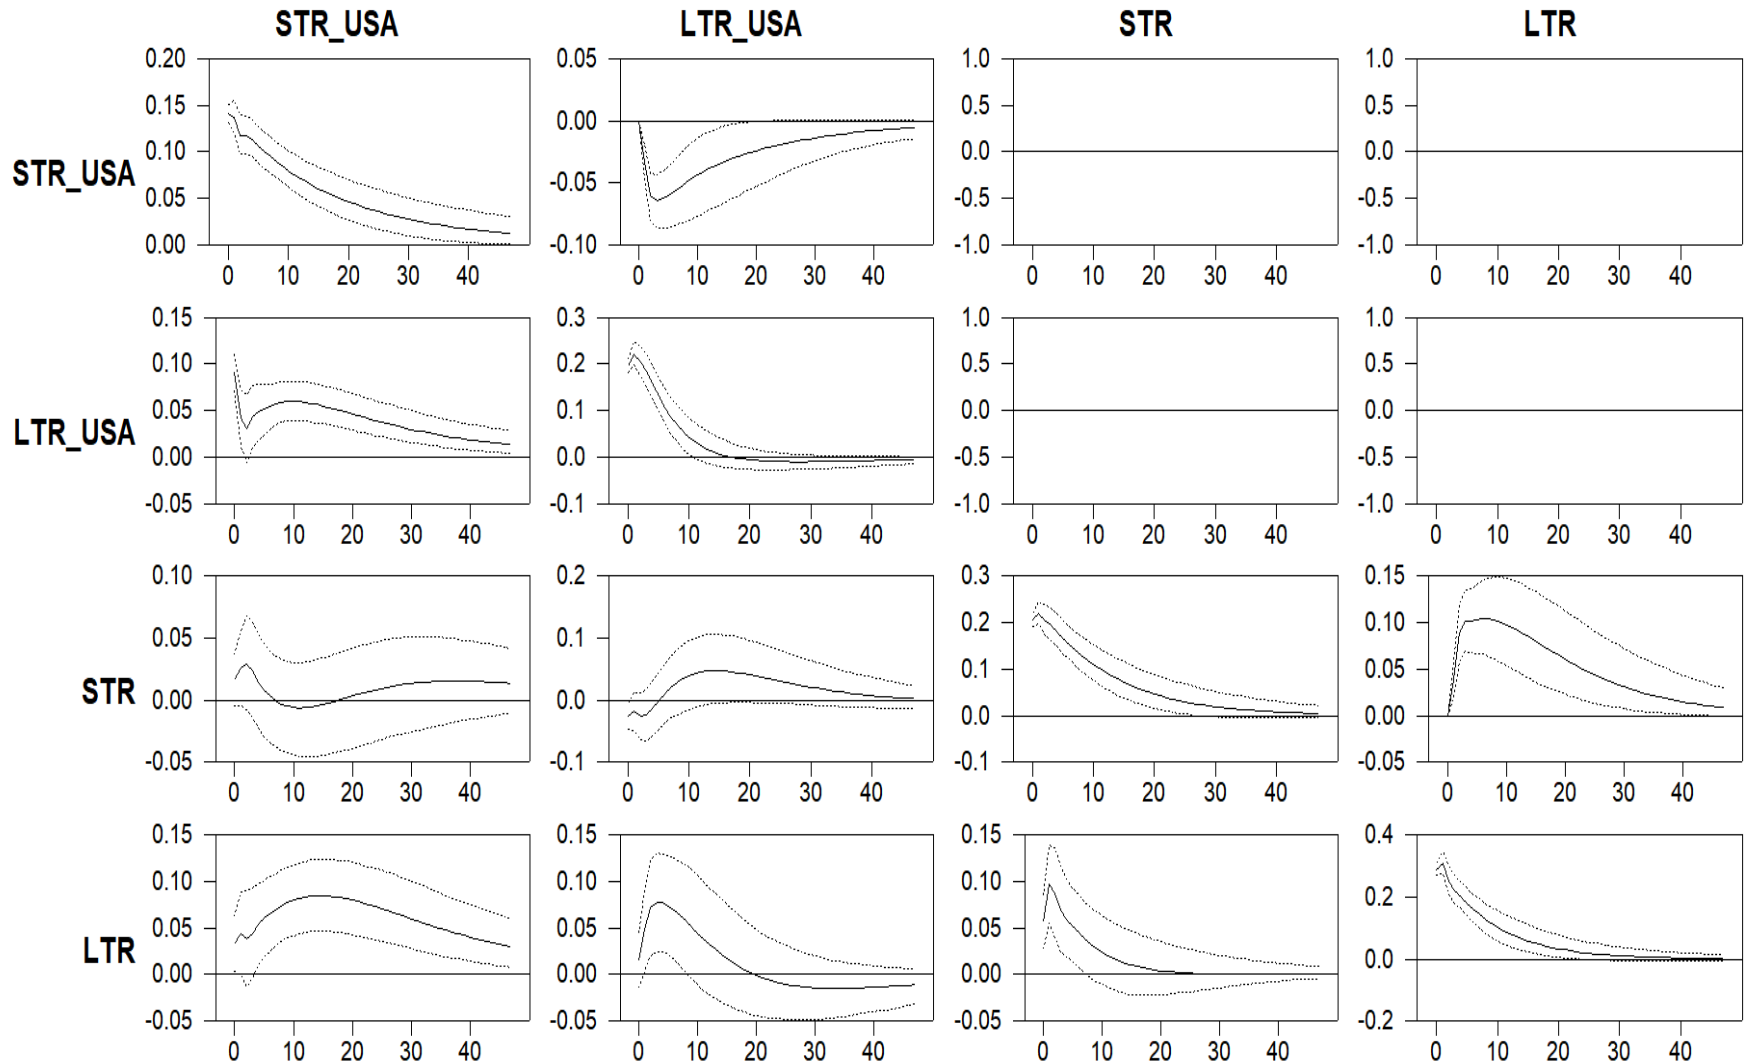 STR_USA LTR_USA STR LTR
0.20 0.05 1.0 1.0
0.15 0.00 0.5 0.5
STR_USA 0.10 -0.05 0.0 0.0
0.05 -0.5 -0.5
0.00 -0.10 -1.0 -1.0
0 10 20 30 40 0 10 20 30 40 0 10 20 30 40 0 10 20 30 40
0.15 0.3 1.0 1.0
0.10 0.2 0.5 0.5
LTR_USA 0.05 0.1 0.0 0.0
0.00 0.0 -0.5 -0.5
-0.05 -0.1 -1.0 -1.0
0 10 20 30 40 0 10 20 30 40 0 10 20 30 40 0 10 20 30 40
0.10 0.2 0.3 0.15
0.05 0.1 0.2 0.10
STR 0.00 0.0 0.1 0.05
0.0 0.00
-0.05 -0.1 -0.1 -0.05
0 10 20 30 40 0 10 20 30 40 0 10 20 30 40 0 10 20 30 40
0.15 0.15 0.15 0.4
0.10 0.10 0.10 0.2
LTR 0.05 0.05 0.05 0.0
0.00 0.00 0.00
-0.05 -0.05 -0.05 -0.2
0 10 20 30 40 0 10 20 30 40 0 10 20 30 40 0 10 20 30 40